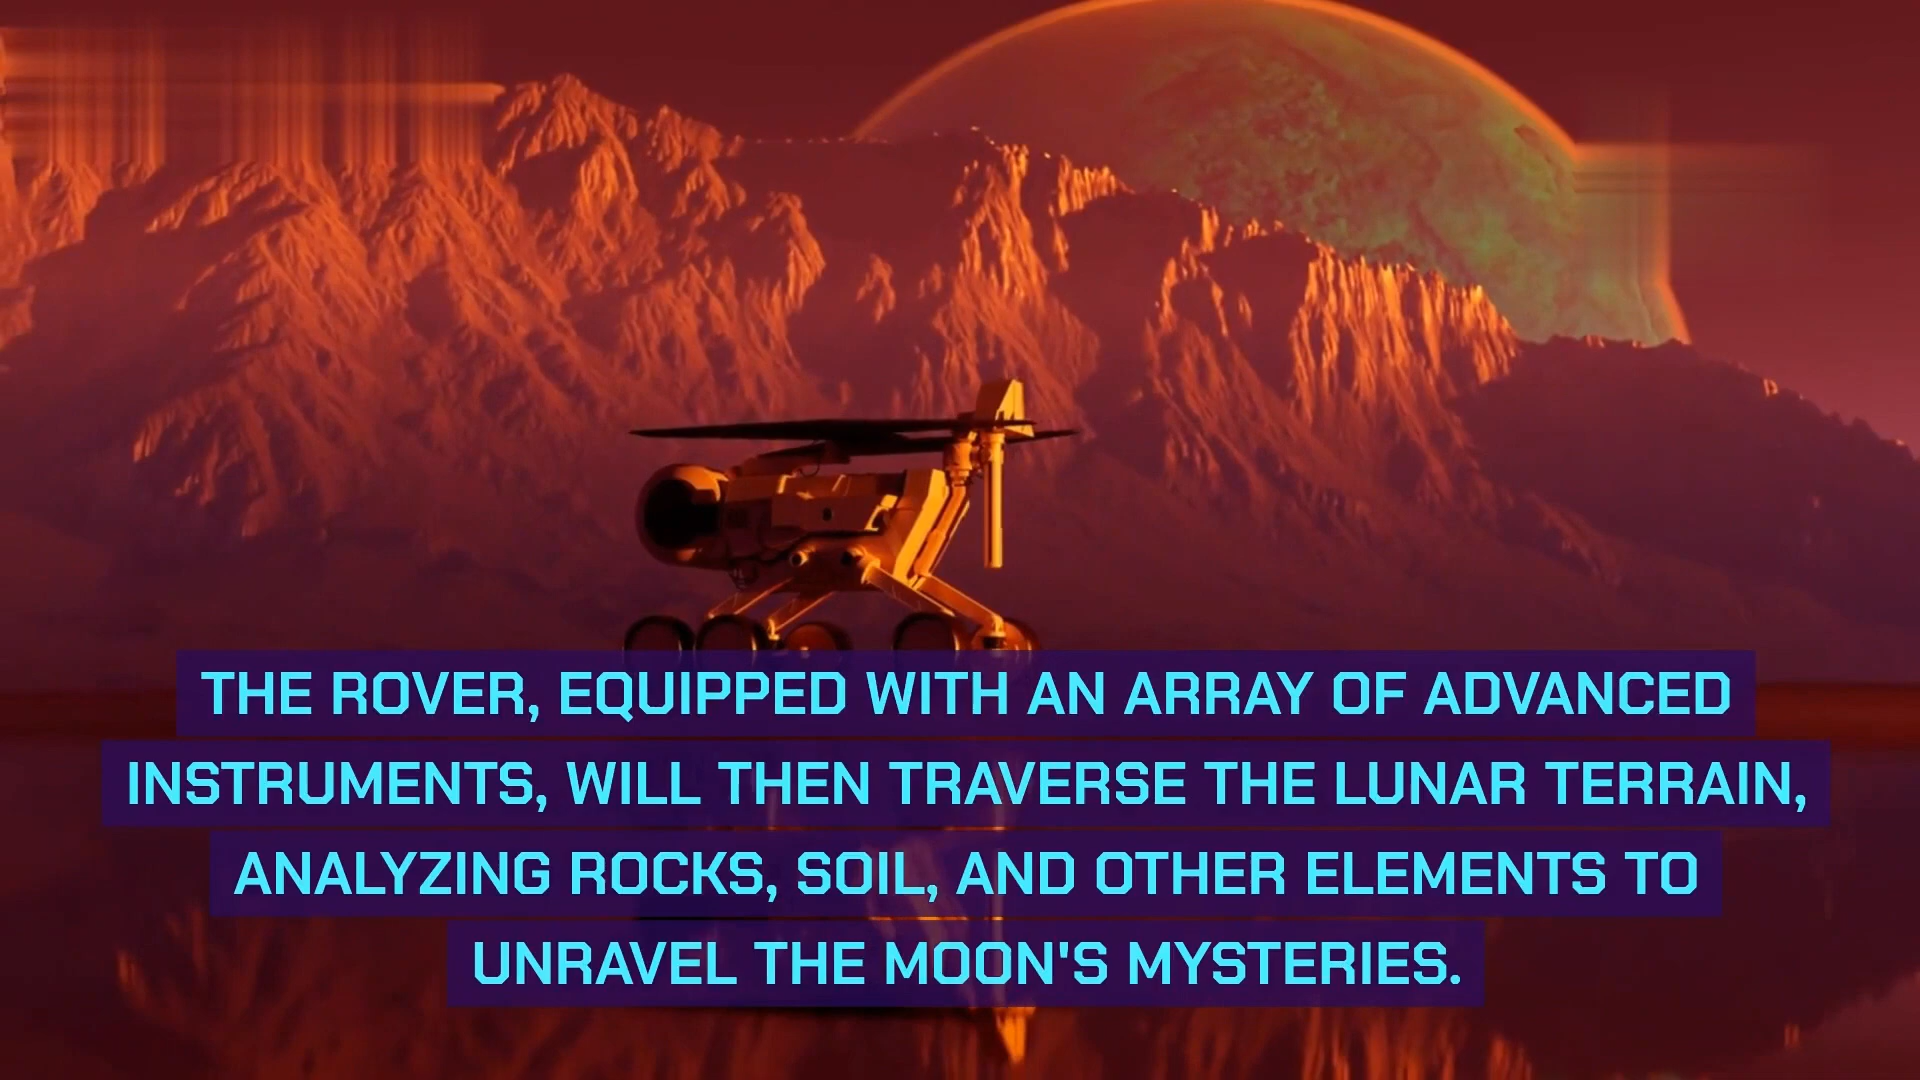 THE ROVER, EQUIPPED WITH AN ARRAY OF ADVANCED
INSTRUMENTS, WILL THEN TRAVERSE THE LUNAR TERRAIN,
ANALYZING ROCKS, SOIL, AND OTHER ELEMENTS TO
UNRAVEL THE MOON'S MYSTERIES.